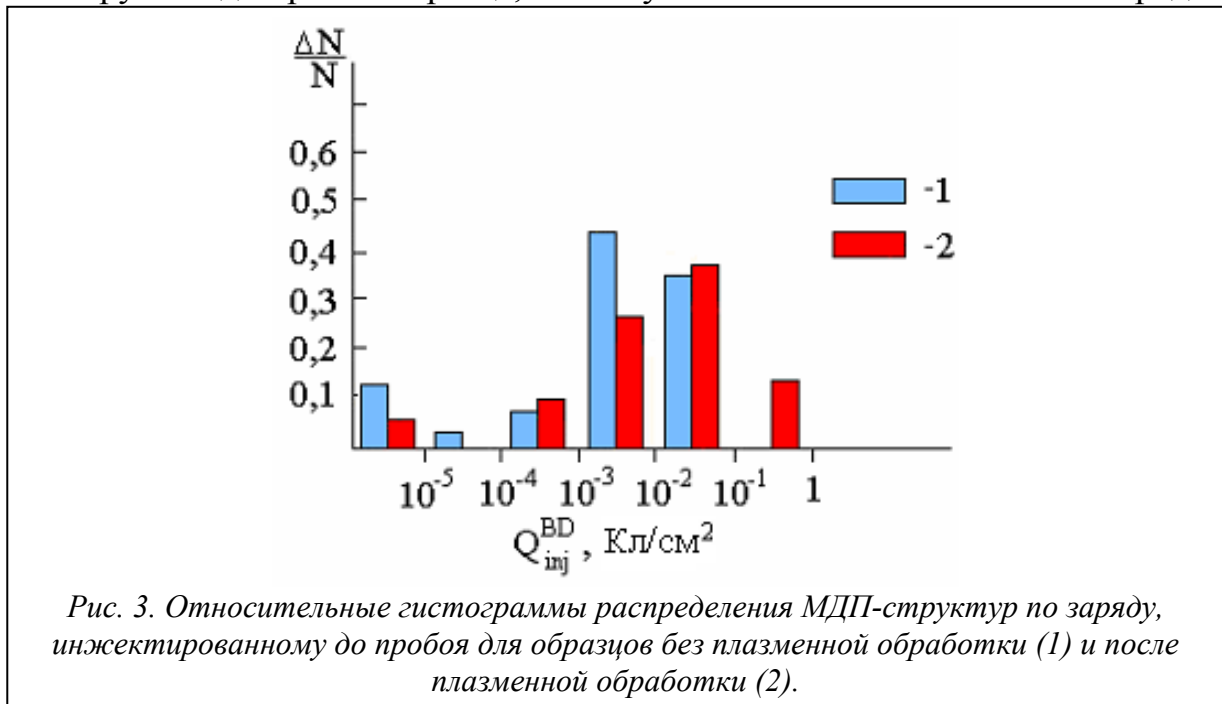 ΔN
N
0,6
0,5
0,4
0,3
0,2
0,1
-1
-2
10⁻⁵ 10⁻⁴ 10⁻³ 10⁻² 10⁻¹ 1
Q_inj^BD , Кл/см²
Рис. 3. Относительные гистограммы распределения МДП-структур по заряду,
инжектированному до пробоя для образцов без плазменной обработки (1) и после
плазменной обработки (2).